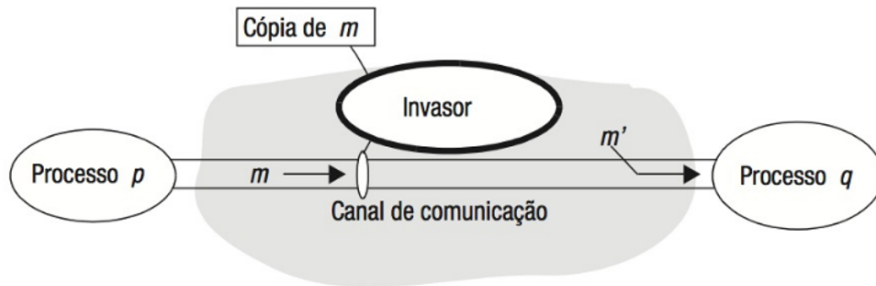 Cópia de m
Invasor
Processo p
m
m'
Processo q
Canal de comunicação